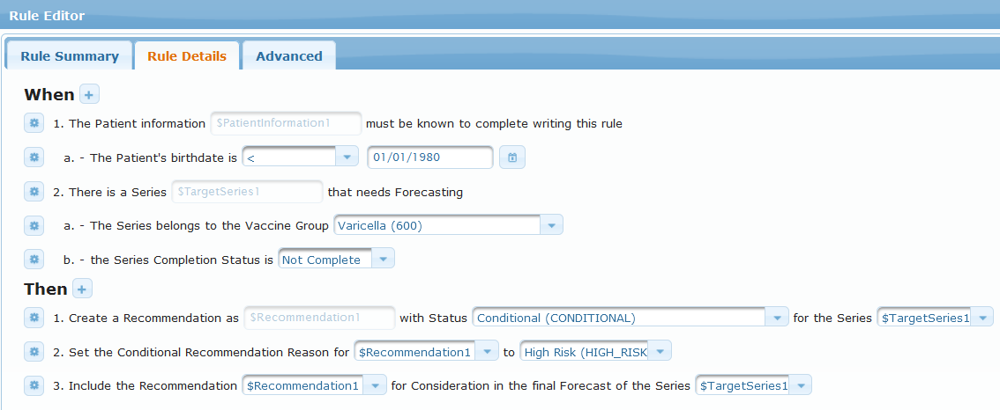 Rule Editor
Rule Summary Rule Details Advanced
When +
1. The Patient information $PatientInformation1 must be known to complete writing this rule
a. - The Patient's birthdate is < 01/01/1980
2. There is a Series $TargetSeries1 that needs Forecasting
a. - The Series belongs to the Vaccine Group Varicella (600)
b. - the Series Completion Status is Not Complete
Then +
1. Create a Recommendation as $Recommendation1 with Status Conditional (CONDITIONAL) for the Series $TargetSeries1
2. Set the Conditional Recommendation Reason for $Recommendation1 to High Risk (HIGH_RISK
3. Include the Recommendation $Recommendation1 for Consideration in the final Forecast of the Series $TargetSeries1